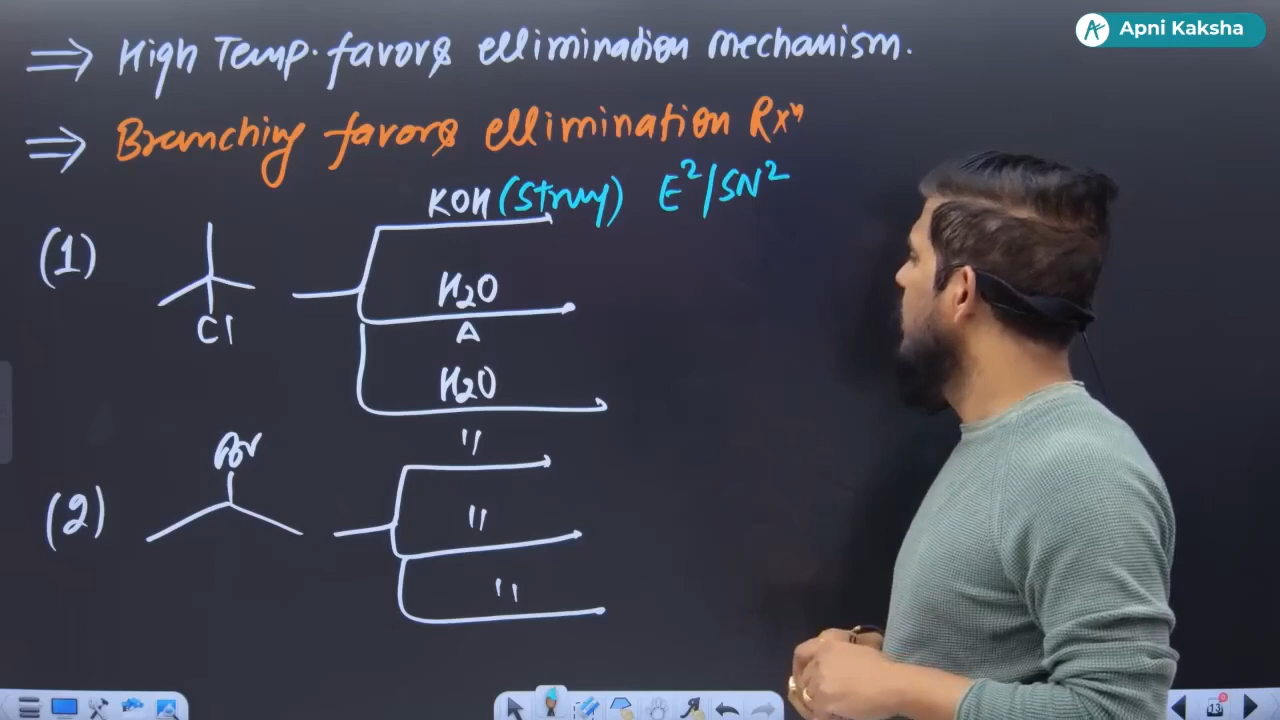 Apni Kaksha
⇒ High Temp. favors ellimination mechanism.
⇒ Branching favors ellimination Rxn
KOH (Strong) E²/SN²
(1)
H₂O
Cl
Δ
H₂O
Br
"
(2)
"
"
13